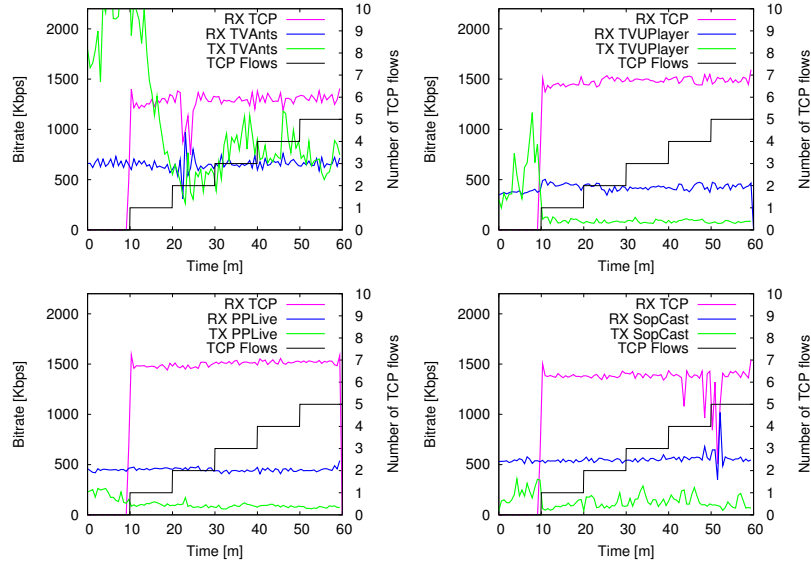 RX TCP
RX TVAnts
TX TVAnts
TCP Flows
2000
1500
1000
500
0
Bitrate [Kbps]
10
9
8
7
6
5
4
3
2
1
0
Number of TCP flows
0 10 20 30 40 50 60
Time [m]
RX TCP
RX TVUPlayer
TX TVUPlayer
TCP Flows
2000
1500
1000
500
0
Bitrate [Kbps]
10
9
8
7
6
5
4
3
2
1
0
Number of TCP flows
0 10 20 30 40 50 60
Time [m]
RX TCP
RX PPLive
TX PPLive
TCP Flows
2000
1500
1000
500
0
Bitrate [Kbps]
10
9
8
7
6
5
4
3
2
1
0
Number of TCP flows
0 10 20 30 40 50 60
Time [m]
RX TCP
RX SopCast
TX SopCast
TCP Flows
2000
1500
1000
500
0
Bitrate [Kbps]
10
9
8
7
6
5
4
3
2
1
0
Number of TCP flows
0 10 20 30 40 50 60
Time [m]